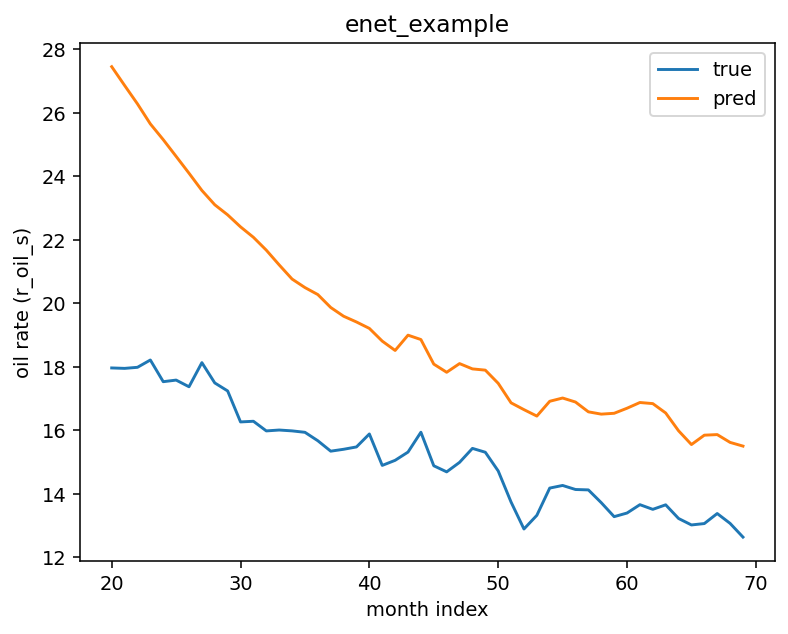 enet_example
true
pred
oil rate (r_oil_s)
28
26
24
22
20
18
16
14
12
20 30 40 50 60 70
month index